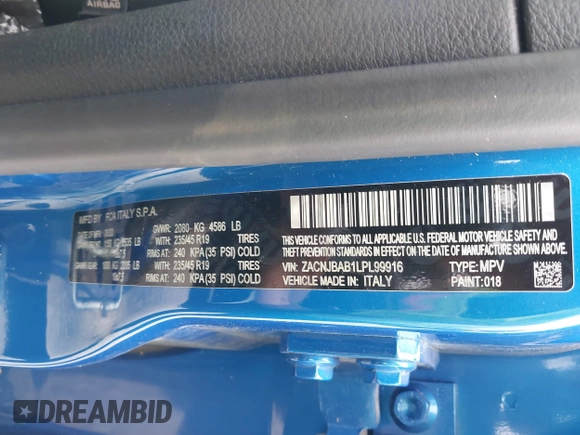 AIRBAG
MFD BY: FCA ITALY S.P.A.
GVWR: 2080 KG 4586 LB
WITH: 235/45 R19 TIRES
AT: 240 KPA(35 PSI) COLD
WITH: 235/45 R19 TIRES
RIMS AT: 240 KPA(35 PSI) COLD
THIS VEHICLE CONFORMS TO ALL APPLICABLE U.S. FEDERAL MOTOR VEHICLE SAFETY, BUMPER, AND THEFT PREVENTION STANDARDS IN
EFFECT ON THE DATE OF MANUFACTURE SHOWN ABOVE.
VIN: ZACNJBAB1LPL99916 TYPE: MPV
VEHICLE MADE IN: ITALY PAINT: 018
DREAMBID